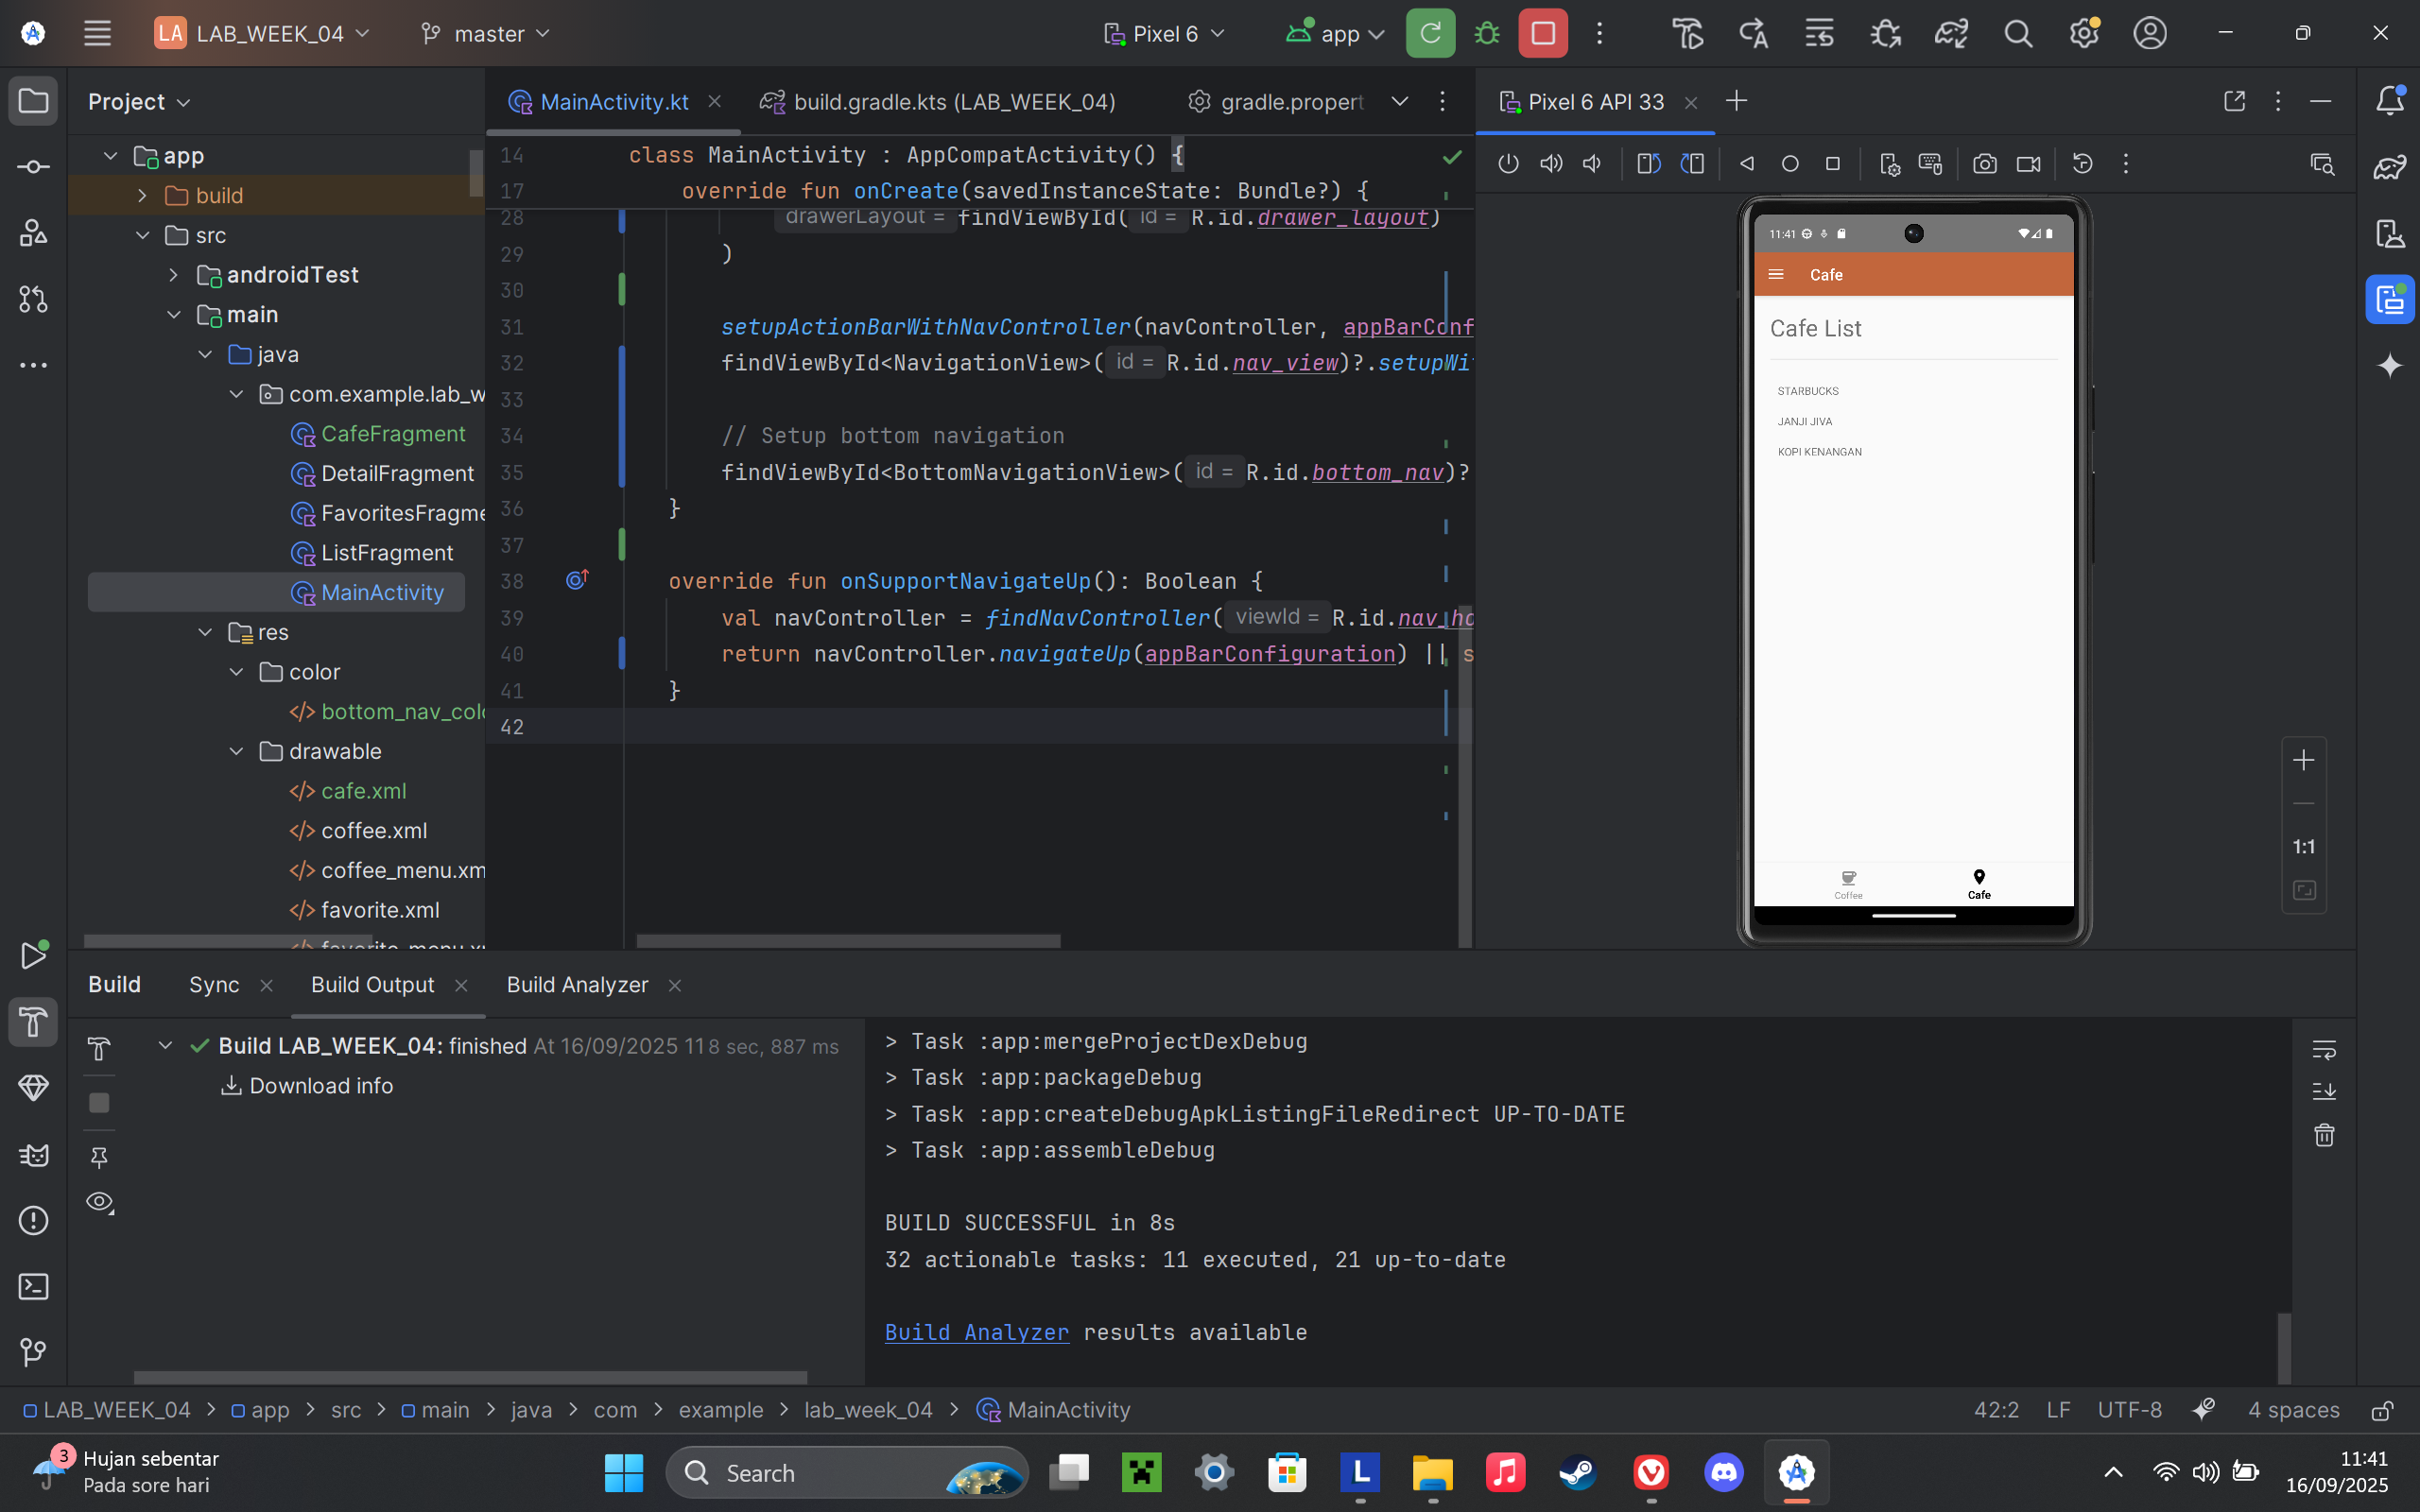 LA LAB_WEEK_04
master
Pixel 6
app
Project
MainActivity.kt
build.gradle.kts (LAB_WEEK_04)
gradle.propert
Pixel 6 API 33
app
build
src
androidTest
main
java
com.example.lab_w
CafeFragment
DetailFragment
FavoritesFragme
ListFragment
MainActivity
res
color
bottom_nav_col
drawable
cafe.xml
coffee.xml
coffee_menu.xm
favorite.xml
favorite_menu.x
14 class MainActivity : AppCompatActivity() {
17 override fun onCreate(savedInstanceState: Bundle?) {
28 drawerLayout = findViewById( id = R.id.drawer_layout)
29 )
30
31 setupActionBarWithNavController(navController, appBarConf
32 findViewById<NavigationView>( id = R.id.nav_view)?.setupWi
33
34 // Setup bottom navigation
35 findViewById<BottomNavigationView>( id = R.id.bottom_nav)?
36 }
37
38 override fun onSupportNavigateUp(): Boolean {
39 val navController = findNavController( viewId = R.id.nav_ho
40 return navController.navigateUp(appBarConfiguration) || s
41 }
42
11:41
Cafe
Cafe List
STARBUCKS
JANJI JIVA
KOPI KENANGAN
Coffee
Cafe
1:1
Build
Sync
Build Output
Build Analyzer
Build LAB_WEEK_04: finished At 16/09/2025 11 8 sec, 887 ms
Download info
> Task :app:mergeProjectDexDebug
> Task :app:packageDebug
> Task :app:createDebugApkListingFileRedirect UP-TO-DATE
> Task :app:assembleDebug
BUILD SUCCESSFUL in 8s
32 actionable tasks: 11 executed, 21 up-to-date
Build Analyzer results available
LAB_WEEK_04 > app > src > main > java > com > example > lab_week_04 > MainActivity
42:2
LF
UTF-8
4 spaces
3
Hujan sebentar
Pada sore hari
Search
L
11:41
16/09/2025